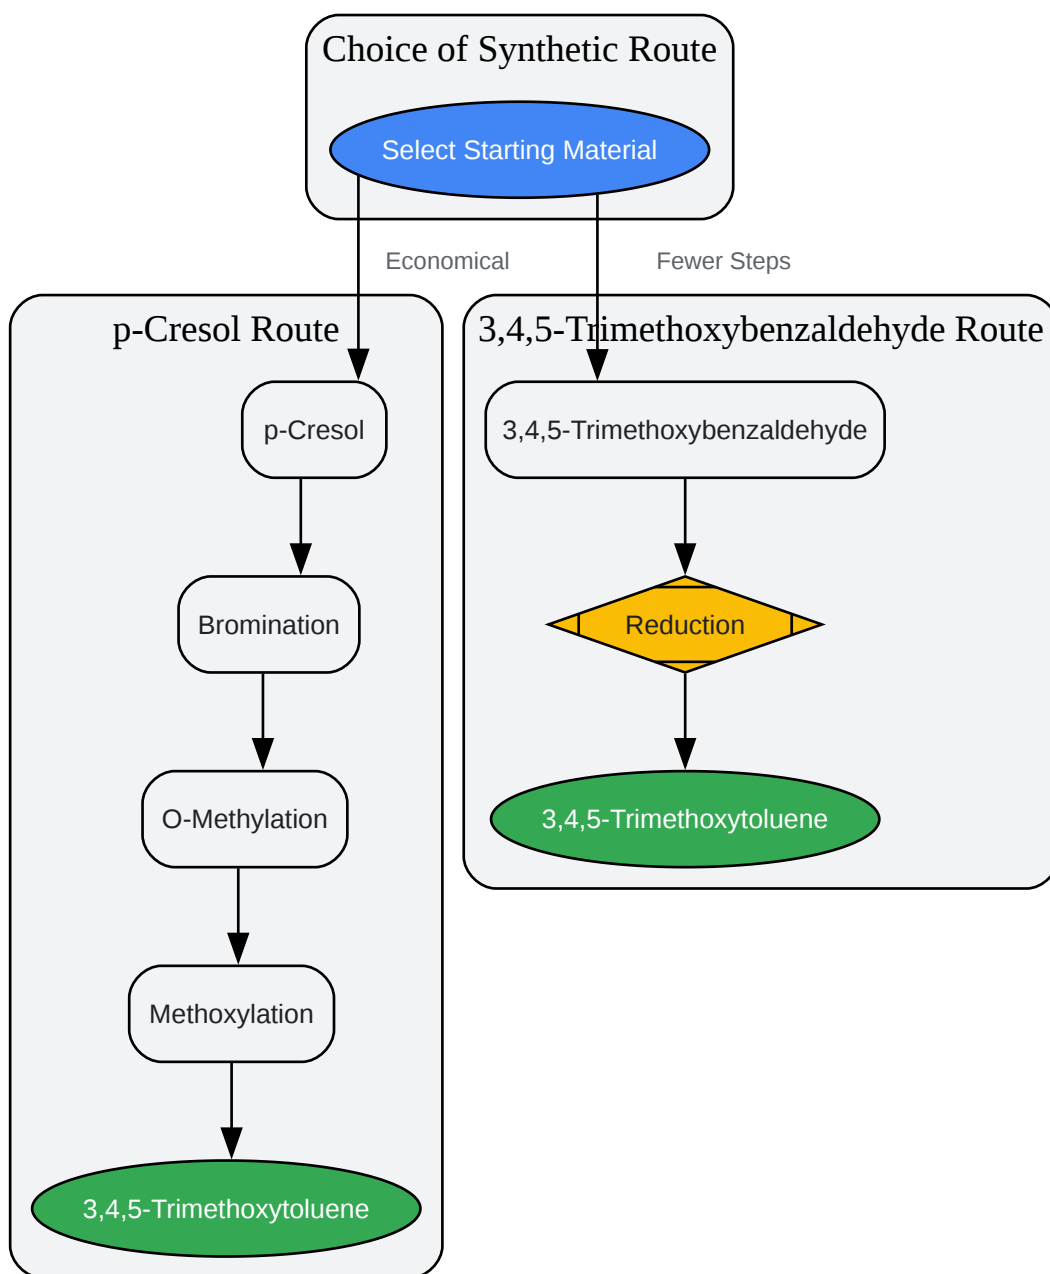 Choice of Synthetic Route
Select Starting Material
Economical
Fewer Steps
p-Cresol Route
p-Cresol
Bromination
O-Methylation
Methoxylation
3,4,5-Trimethoxytoluene
3,4,5-Trimethoxybenzaldehyde Route
3,4,5-Trimethoxybenzaldehyde
Reduction
3,4,5-Trimethoxytoluene